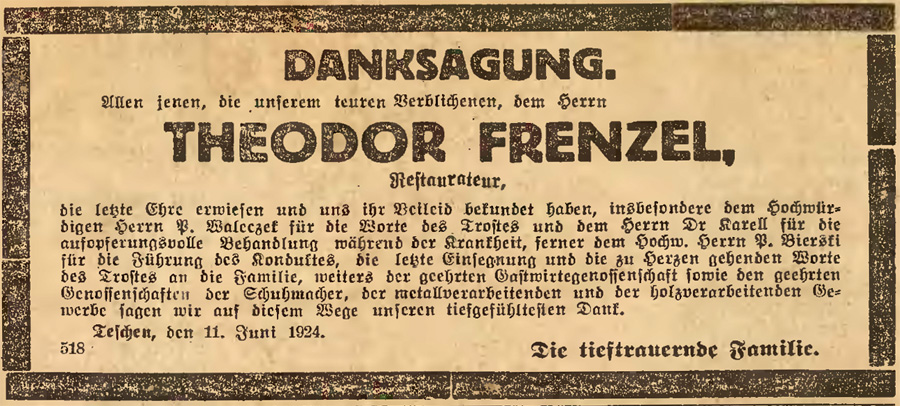 DANKSAGUNG.
Allen jenen, die unserem teuren Verblichenen, dem Herrn
THEODOR FRENZEL,
Restaurateur,
die letzte Ehre erwiesen und uns ihr Beileid bekundet haben, insbesondere dem Hochwür-
digen Herrn P. Waleczek für die Worte des Trostes und dem Herrn Dr Karell für die
aufopferungsvolle Behandlung während der Krankheit, ferner dem Hochw. Herrn P. Bierski
für die Führung des Konduktes, die letzte Einsegnung und die zu Herzen gehenden Worte
des Trostes an die Familie, weiters der geehrten Gastwirtegenossenschaft sowie den geehrten
Genossenschaften der Schuhmacher, der metallverarbeitenden und der holzverarbeitenden Ge-
werbe sagen wir auf diesem Wege unseren tiefgefühltesten Dank.
Teschen, den 11. Juni 1924.
518
Die tieftrauernde Familie.